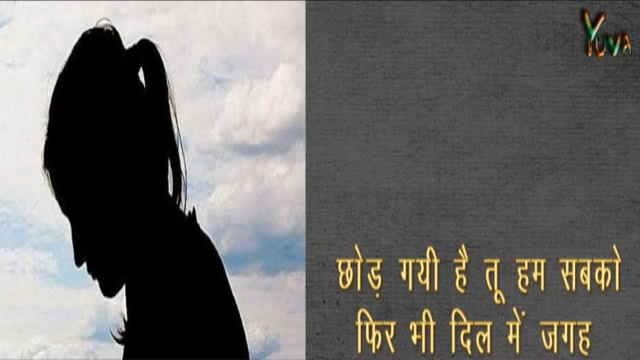 Yuva
छोड़ गयी है तू हम सबको
फिर भी दिल में जगह